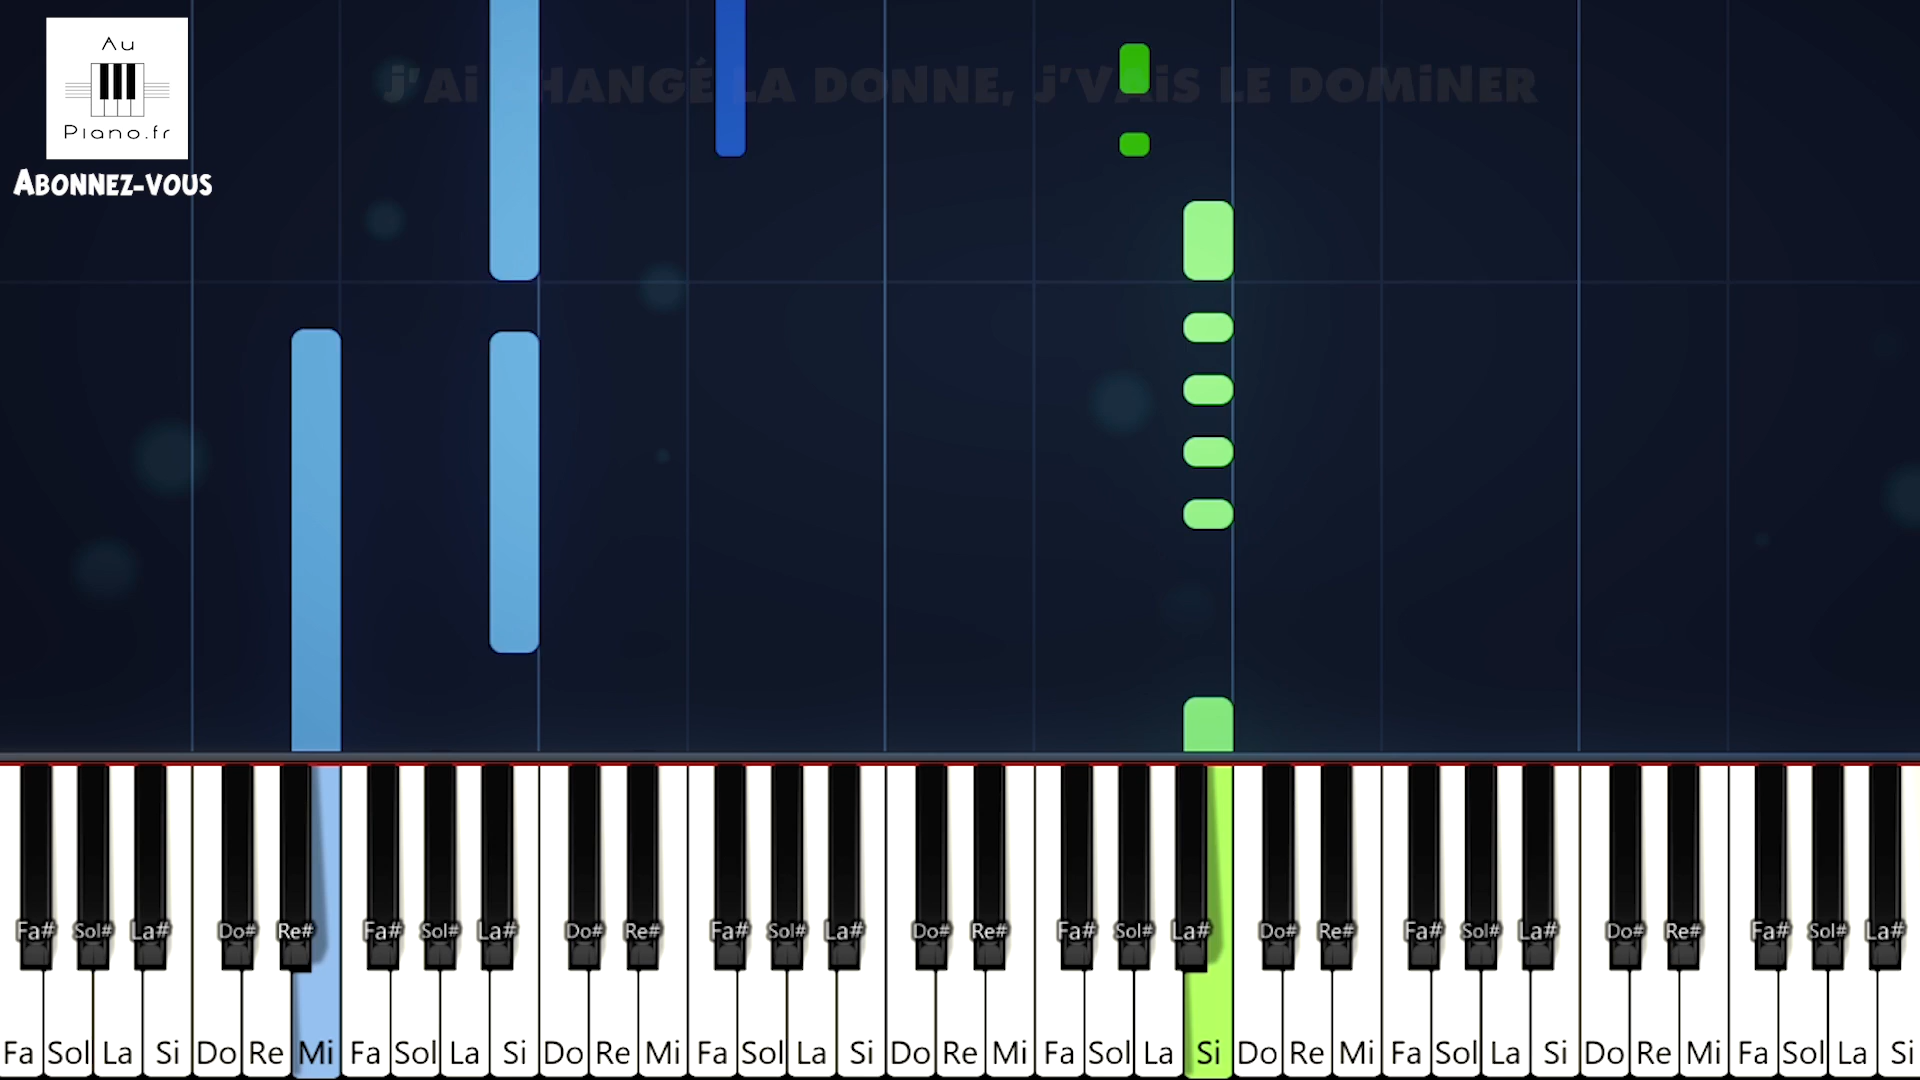 Au
Piano.fr
ABONNEZ-VOUS
j'Ai CHANGÉ LA DONNE, j'VAiS LE DOMiNER
Fa# Sol# La# Do# Re# Fa# Sol# La# Do# Re# Fa# Sol# La# Do# Re# Fa# Sol# La# Do# Re# Fa# Sol# La# Do# Re# Fa# Sol# La#
Fa Sol La Si Do Re Mi Fa Sol La Si Do Re Mi Fa Sol La Si Do Re Mi Fa Sol La Si Do Re Mi Fa Sol La Si Do Re Mi Fa Sol La Si